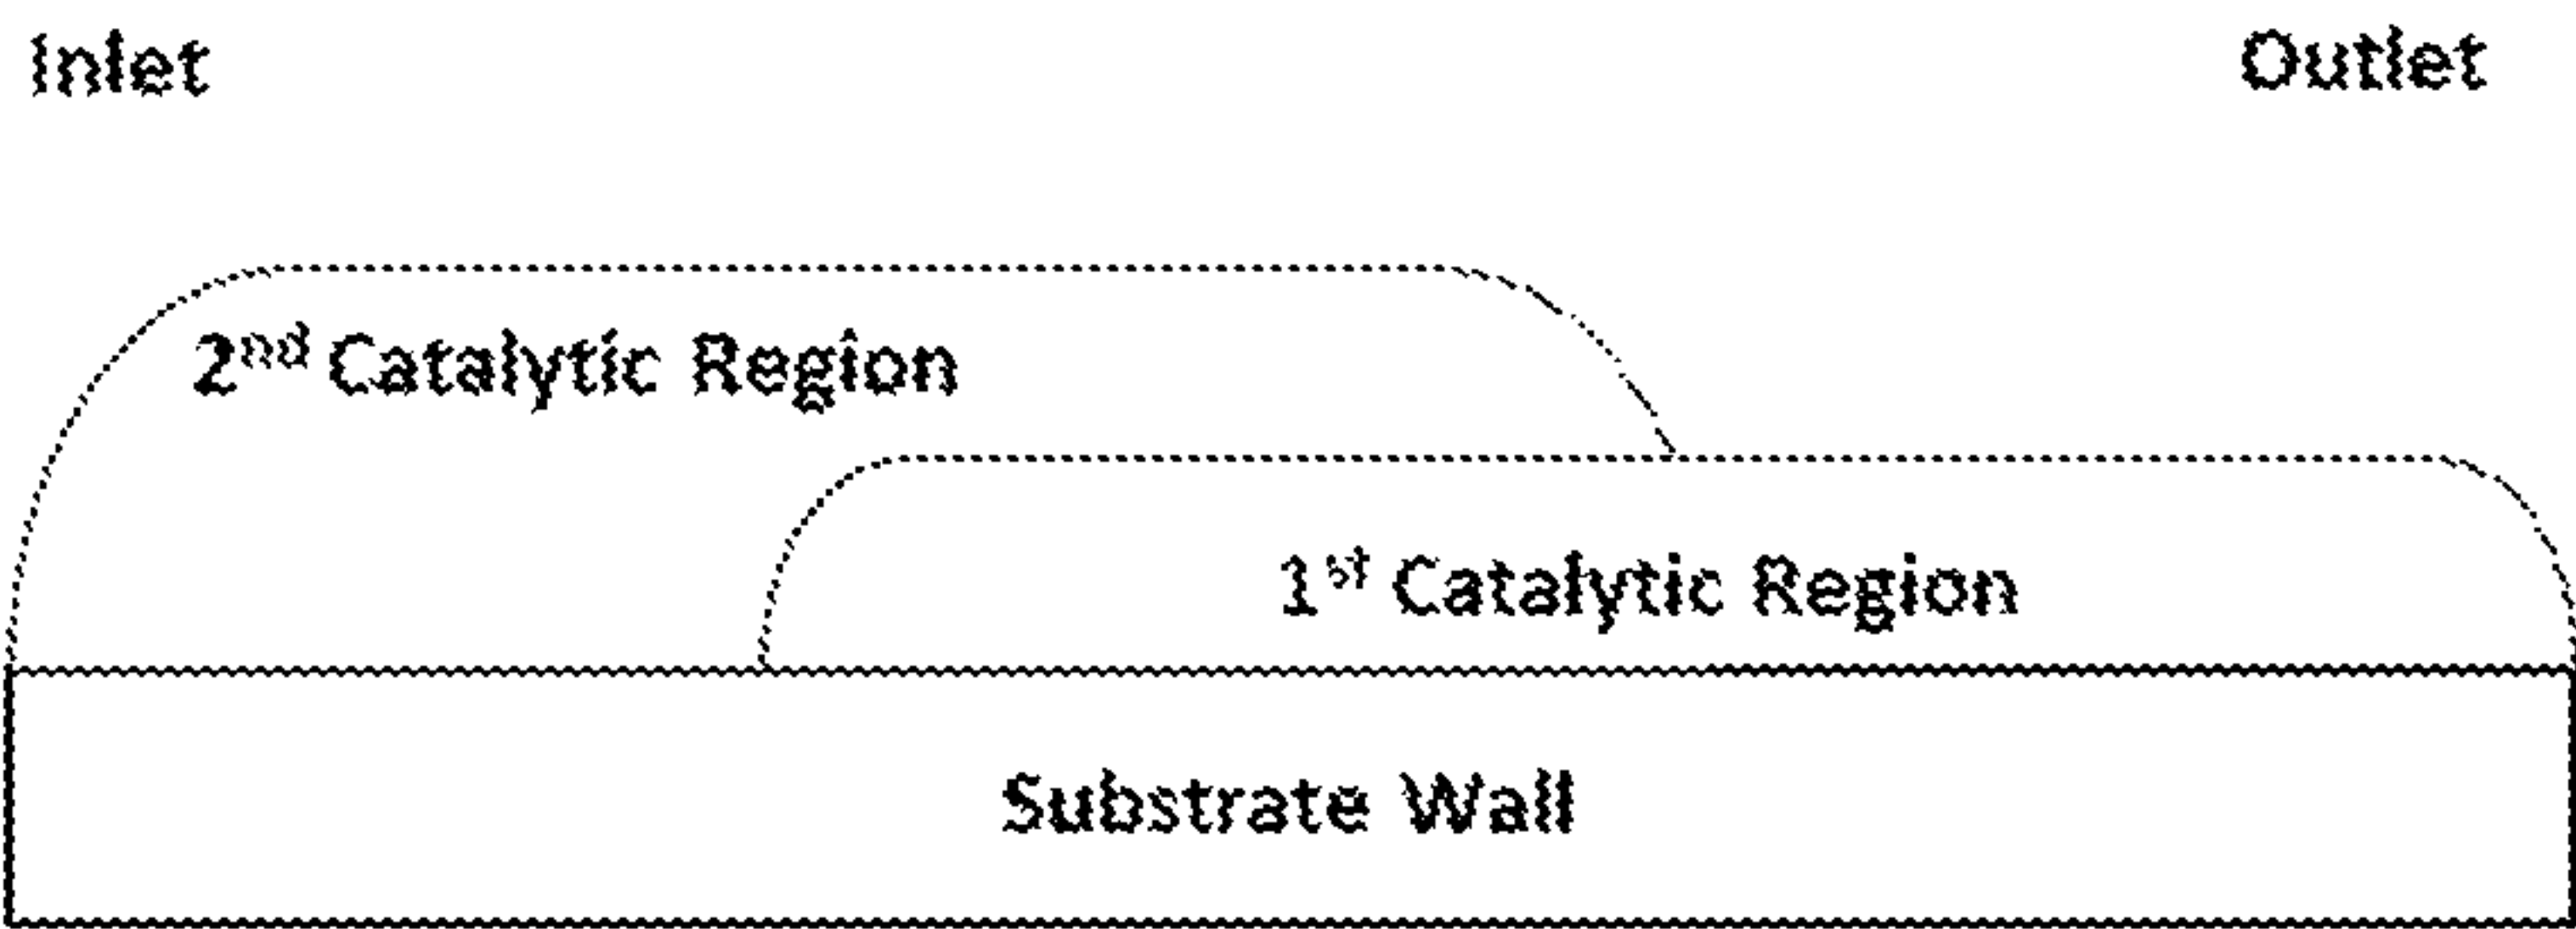 Inlet
Outlet
2nd Catalytic Region
1st Catalytic Region
Substrate Wall